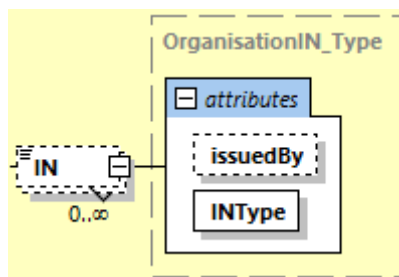 OrganisationIN_Type
attributes
issuedBy
IN
0..∞
INType